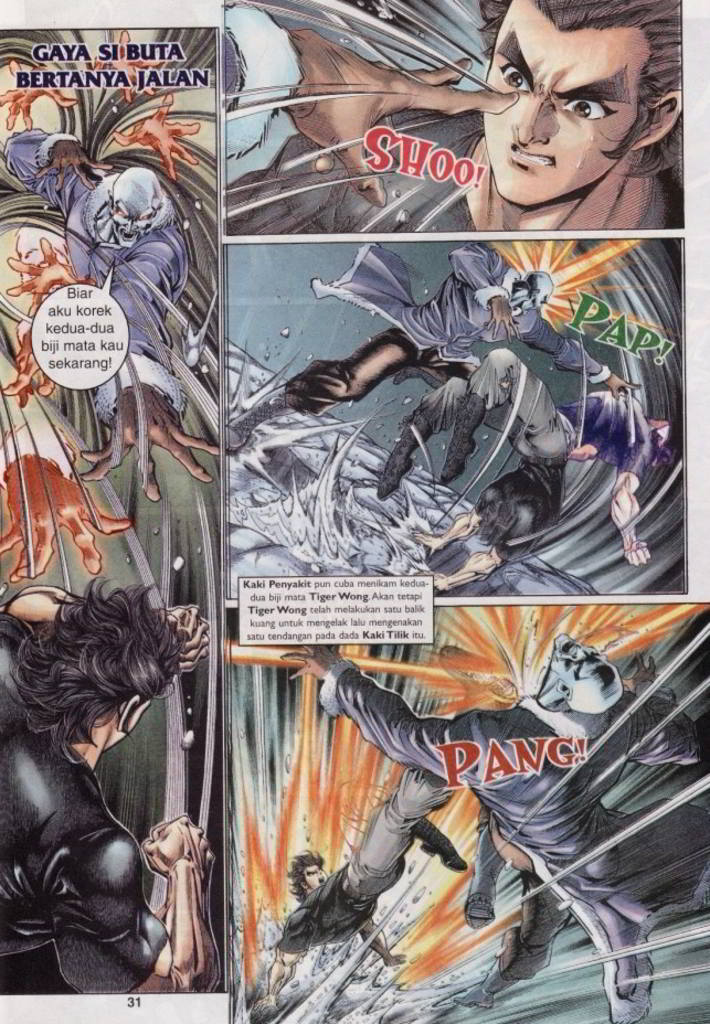 GAYA SI BUTA
BERTANYA JALAN
Biar
aku korek
kedua-dua
biji mata kau
sekarang!
SHOO!
PAP!
Kaki Penyakit pun cuba menikam kedua-
dua biji mata Tiger Wong. Akan tetapi
Tiger Wong telah melakukan satu balik
kuang untuk mengelak lalu mengenakan
satu tendangan pada dada Kaki Tilik itu.
PANG!
31